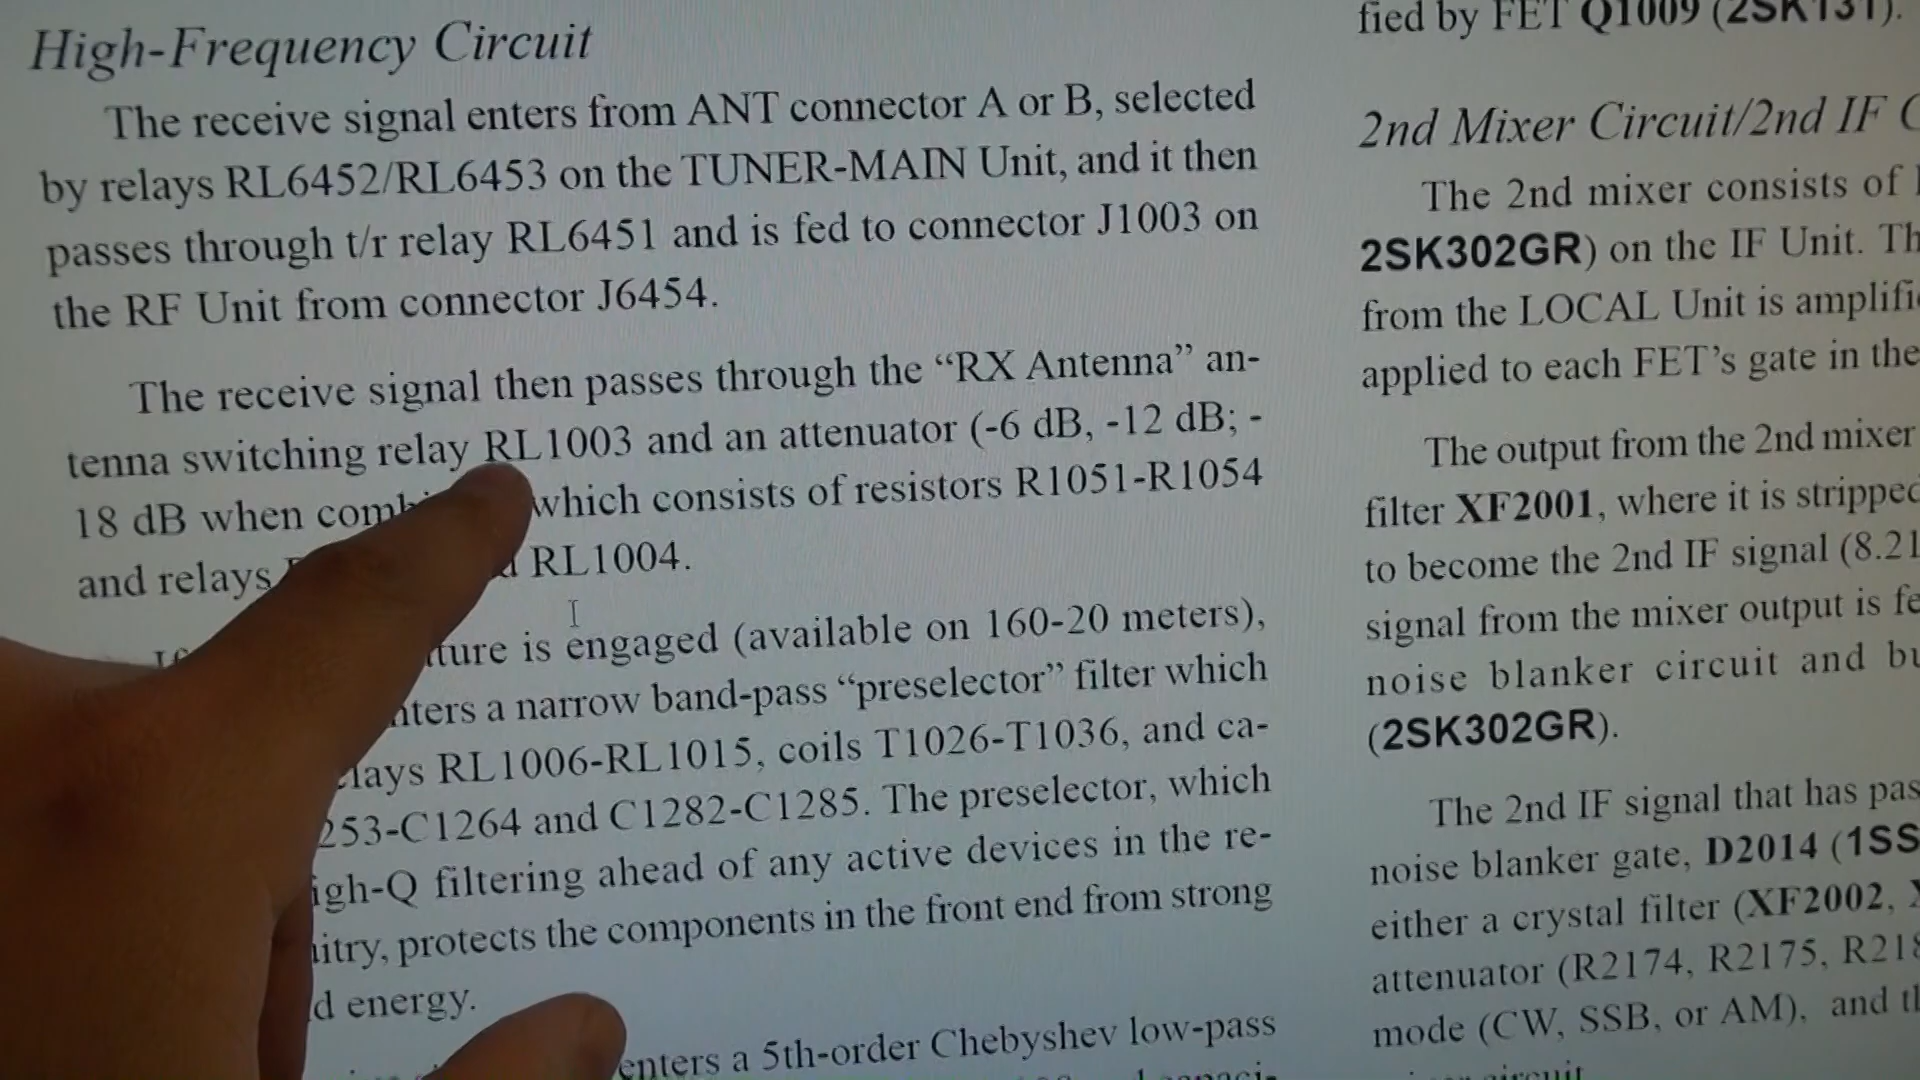 High-Frequency Circuit
The receive signal enters from ANT connector A or B, selected
by relays RL6452/RL6453 on the TUNER-MAIN Unit, and it then
passes through t/r relay RL6451 and is fed to connector J1003 on
the RF Unit from connector J6454.
The receive signal then passes through the “RX Antenna” an-
tenna switching relay RL1003 and an attenuator (-6 dB, -12 dB; -
18 dB when which consists of resistors R1051-R1054
and relays RL1004.
is engaged (available on 160-20 meters),
a narrow band-pass “preselector” filter which
RL1006-RL1015, coils T1026-T1036, and ca-
253-C1264 and C1282-C1285. The preselector, which
igh-Q filtering ahead of any active devices in the re-
protects the components in the front end from strong
energy.
enters a 5th-order Chebyshev low-pass
fied by FET Q1009 (2SK131).
2nd Mixer Circuit/2nd IF C
The 2nd mixer consists of
2SK302GR) on the IF Unit. Th
from the LOCAL Unit is amplifi
applied to each FET’s gate in the
The output from the 2nd mixer
filter XF2001, where it is stripped
to become the 2nd IF signal (8.21
signal from the mixer output is fe
noise blanker circuit and bu
(2SK302GR).
The 2nd IF signal that has pas
noise blanker gate, D2014 (1SS
either a crystal filter (XF2002,
attenuator (R2174, R2175, R218
mode (CW, SSB, or AM), and